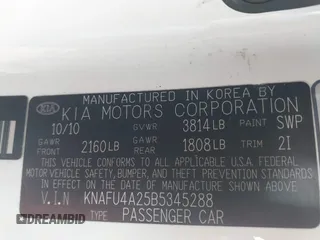 MANUFACTURED IN KOREA BY
KIA KIA MOTORS CORPORATION
10/10 GVWR 3814LB PAINT SWP
GAWR FRONT 2160LB GAWR REAR 1808LB TRIM 2I
THIS VEHICLE CONFORMS TO ALL APPLICABLE U.S.A. FEDERAL
MOTOR VEHICLE SAFETY, BUMPER, AND THEFT PREVENTION
STANDARDS IN EFFECT ON THE DATE OF MANUFACTURE SHOWN ABOVE
V.I.N KNAFU4A25B5345288
TYPE PASSENGER CAR
DREAMBID